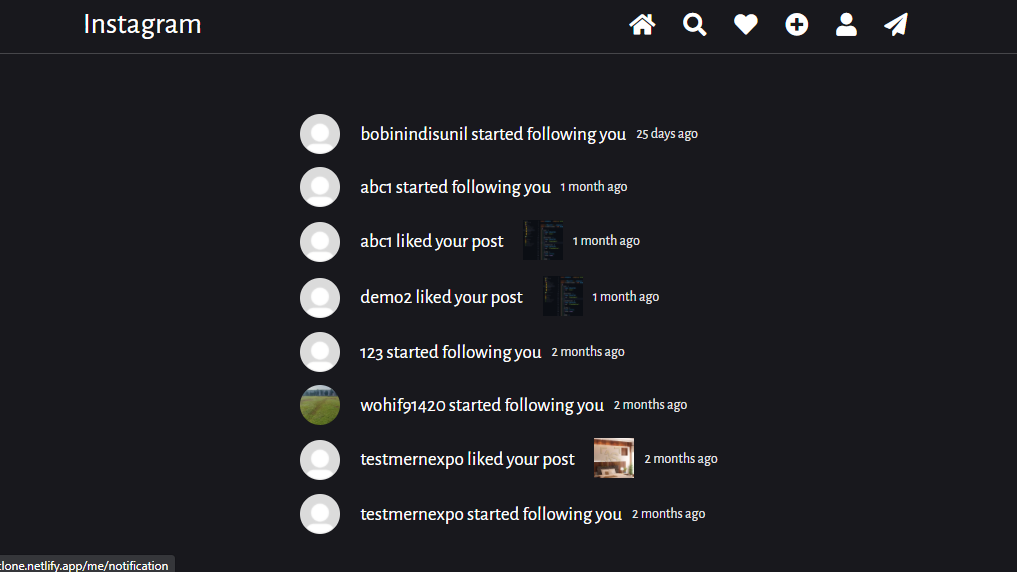 Instagram
bobinindisunil started following you 25 days ago
abc1 started following you 1 month ago
abc1 liked your post 1 month ago
demo2 liked your post 1 month ago
123 started following you 2 months ago
wohif91420 started following you 2 months ago
testmernexpo liked your post 2 months ago
testmernexpo started following you 2 months ago
clone.netlify.app/me/notification